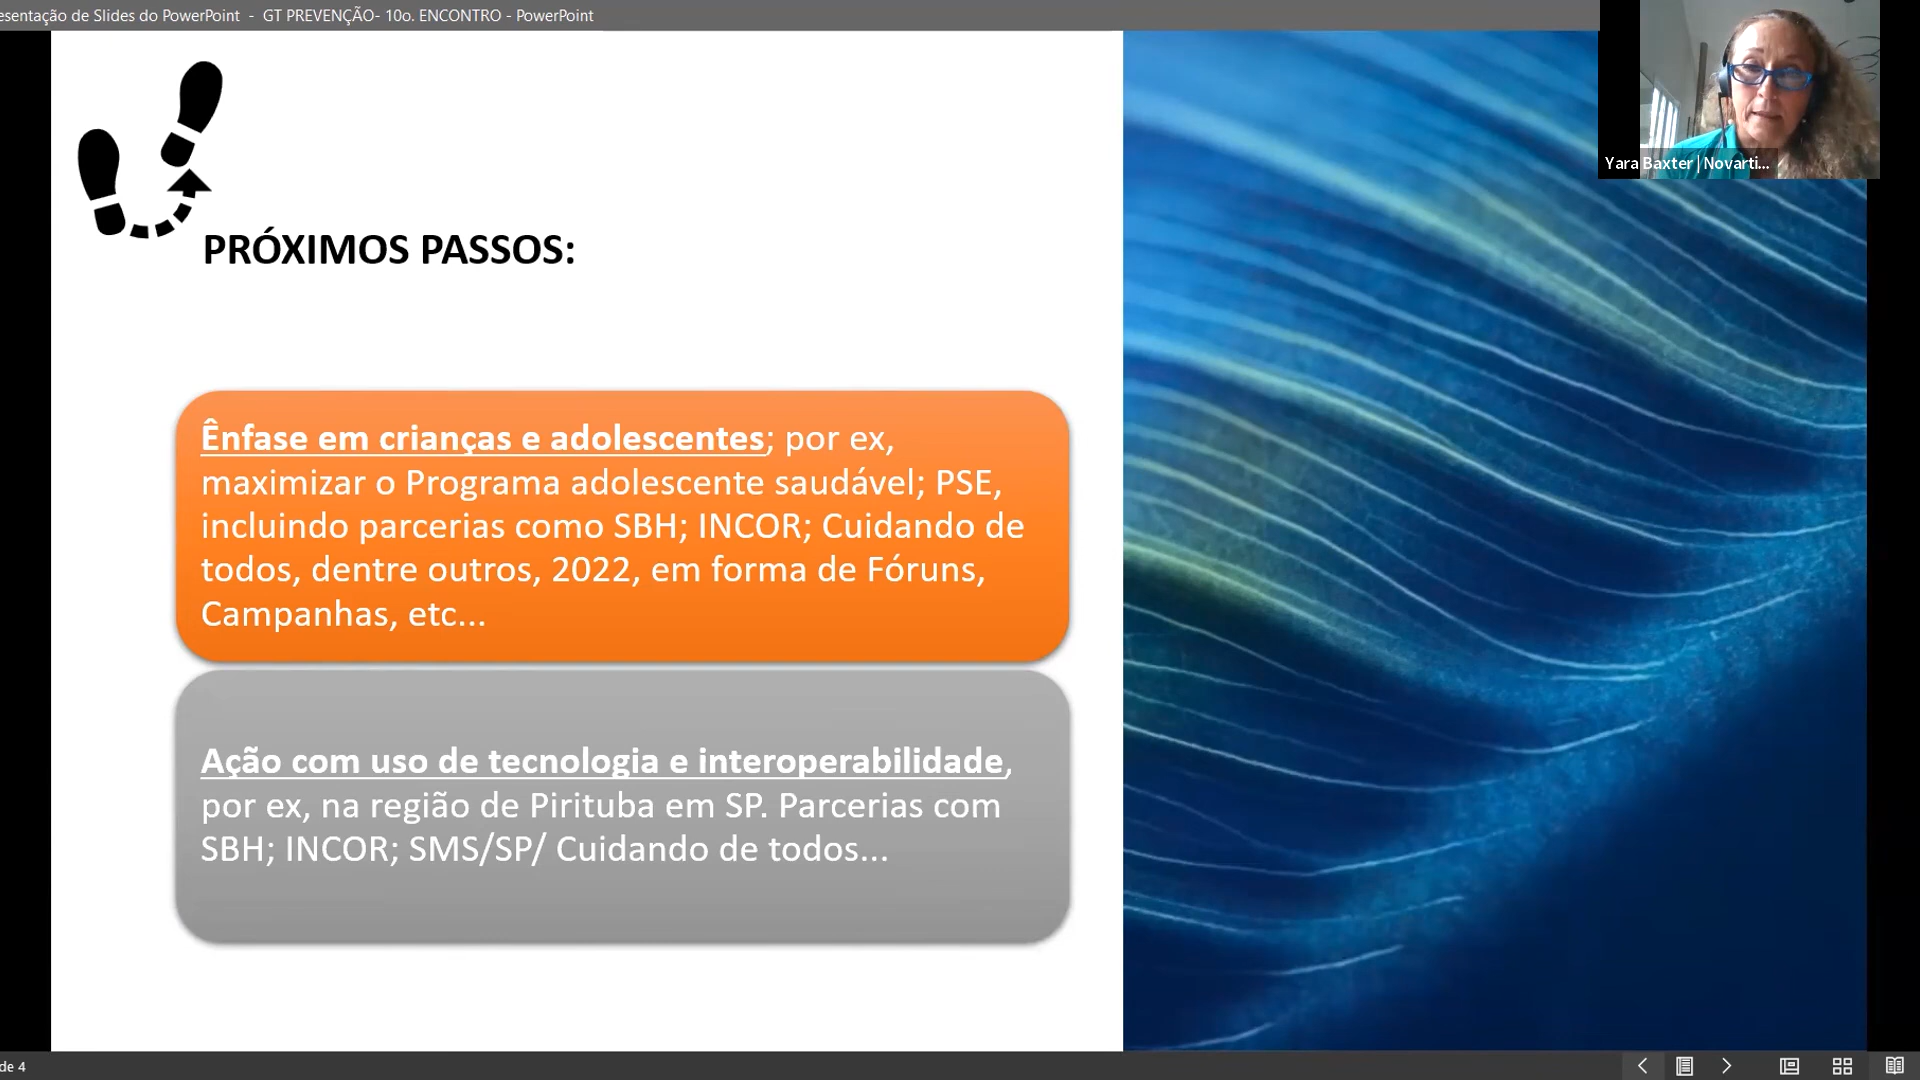 esentação de Slides do PowerPoint - GT PREVENÇÃO- 10o. ENCONTRO - PowerPoint
Yara Baxter | Novarti...
PRÓXIMOS PASSOS:
Ênfase em crianças e adolescentes; por ex,
maximizar o Programa adolescente saudável; PSE,
incluindo parcerias como SBH; INCOR; Cuidando de
todos, dentre outros, 2022, em forma de Fóruns,
Campanhas, etc...
Ação com uso de tecnologia e interoperabilidade,
por ex, na região de Pirituba em SP. Parcerias com
SBH; INCOR; SMS/SP/ Cuidando de todos...
de 4